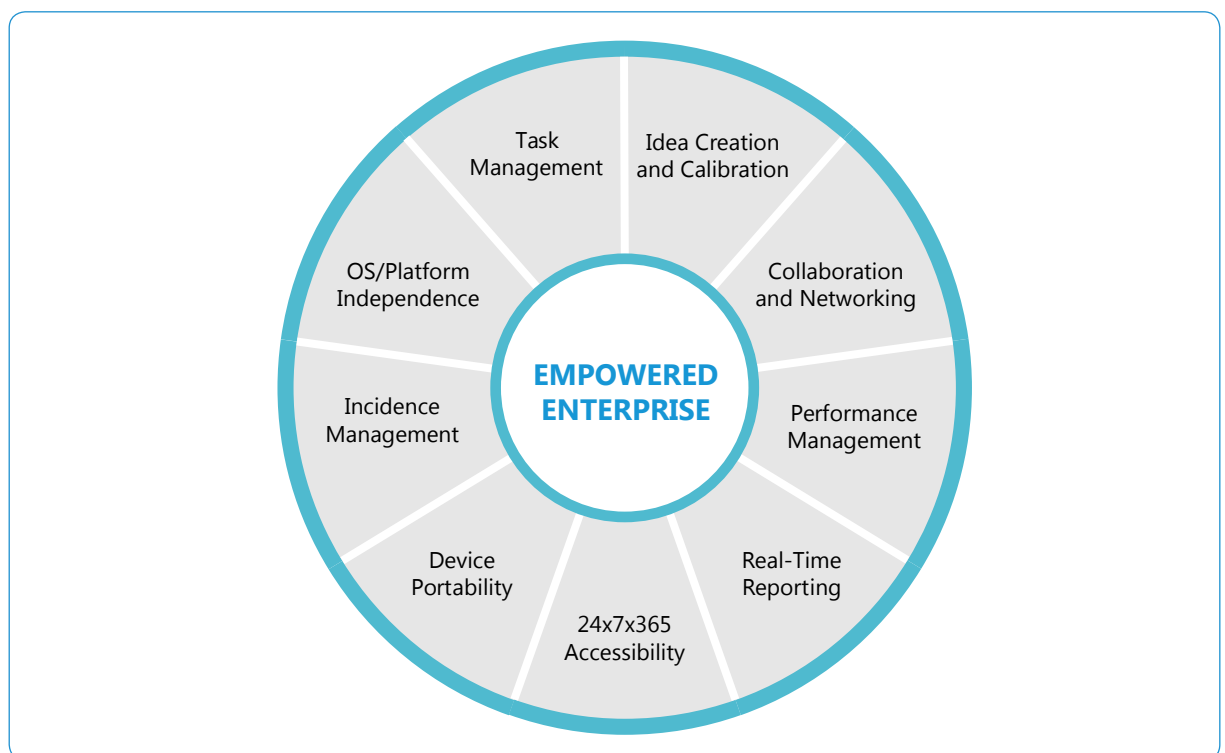 Task
Management
Idea Creation
and Calibration
OS/Platform
Independence
Collaboration
and Networking
EMPOWERED
ENTERPRISE
Incidence
Management
Performance
Management
Device
Portability
Real-Time
Reporting
24x7x365
Accessibility